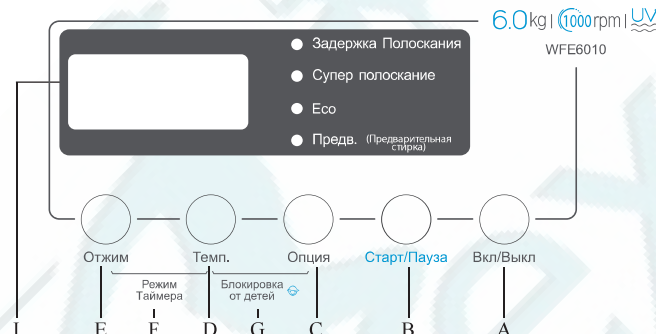 6.0kg | 1000rpm | UV
WFE6010
Задержка Полоскания
Супер полоскание
Eco
Предв. (Предварительная
стирка)
Отжим Темп. Опция Старт/Пауза Вкл/Выкл
Режим
Таймера
Блокировка
от детей
I E F D G C B A